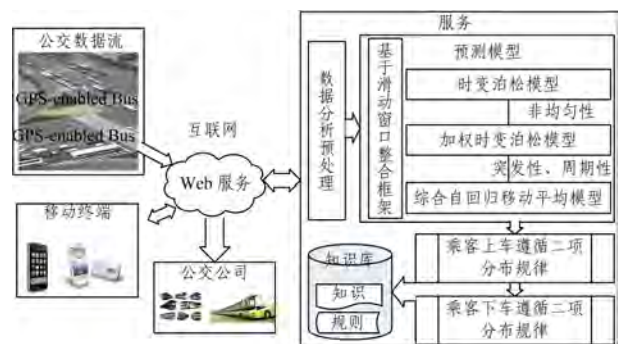 公交数据流
GPS-enabled Bus
GPS-enabled Bus
互联网
Web 服务
移动终端
公交公司
服务
数据分析预处理
基于滑动窗口整合框架
预测模型
时变泊松模型
非均匀性
加权时变泊松模型
突发性、周期性
综合自回归移动平均模型
知识库
知识
规则
乘客上车遵循二项
分布规律
乘客下车遵循二项
分布规律